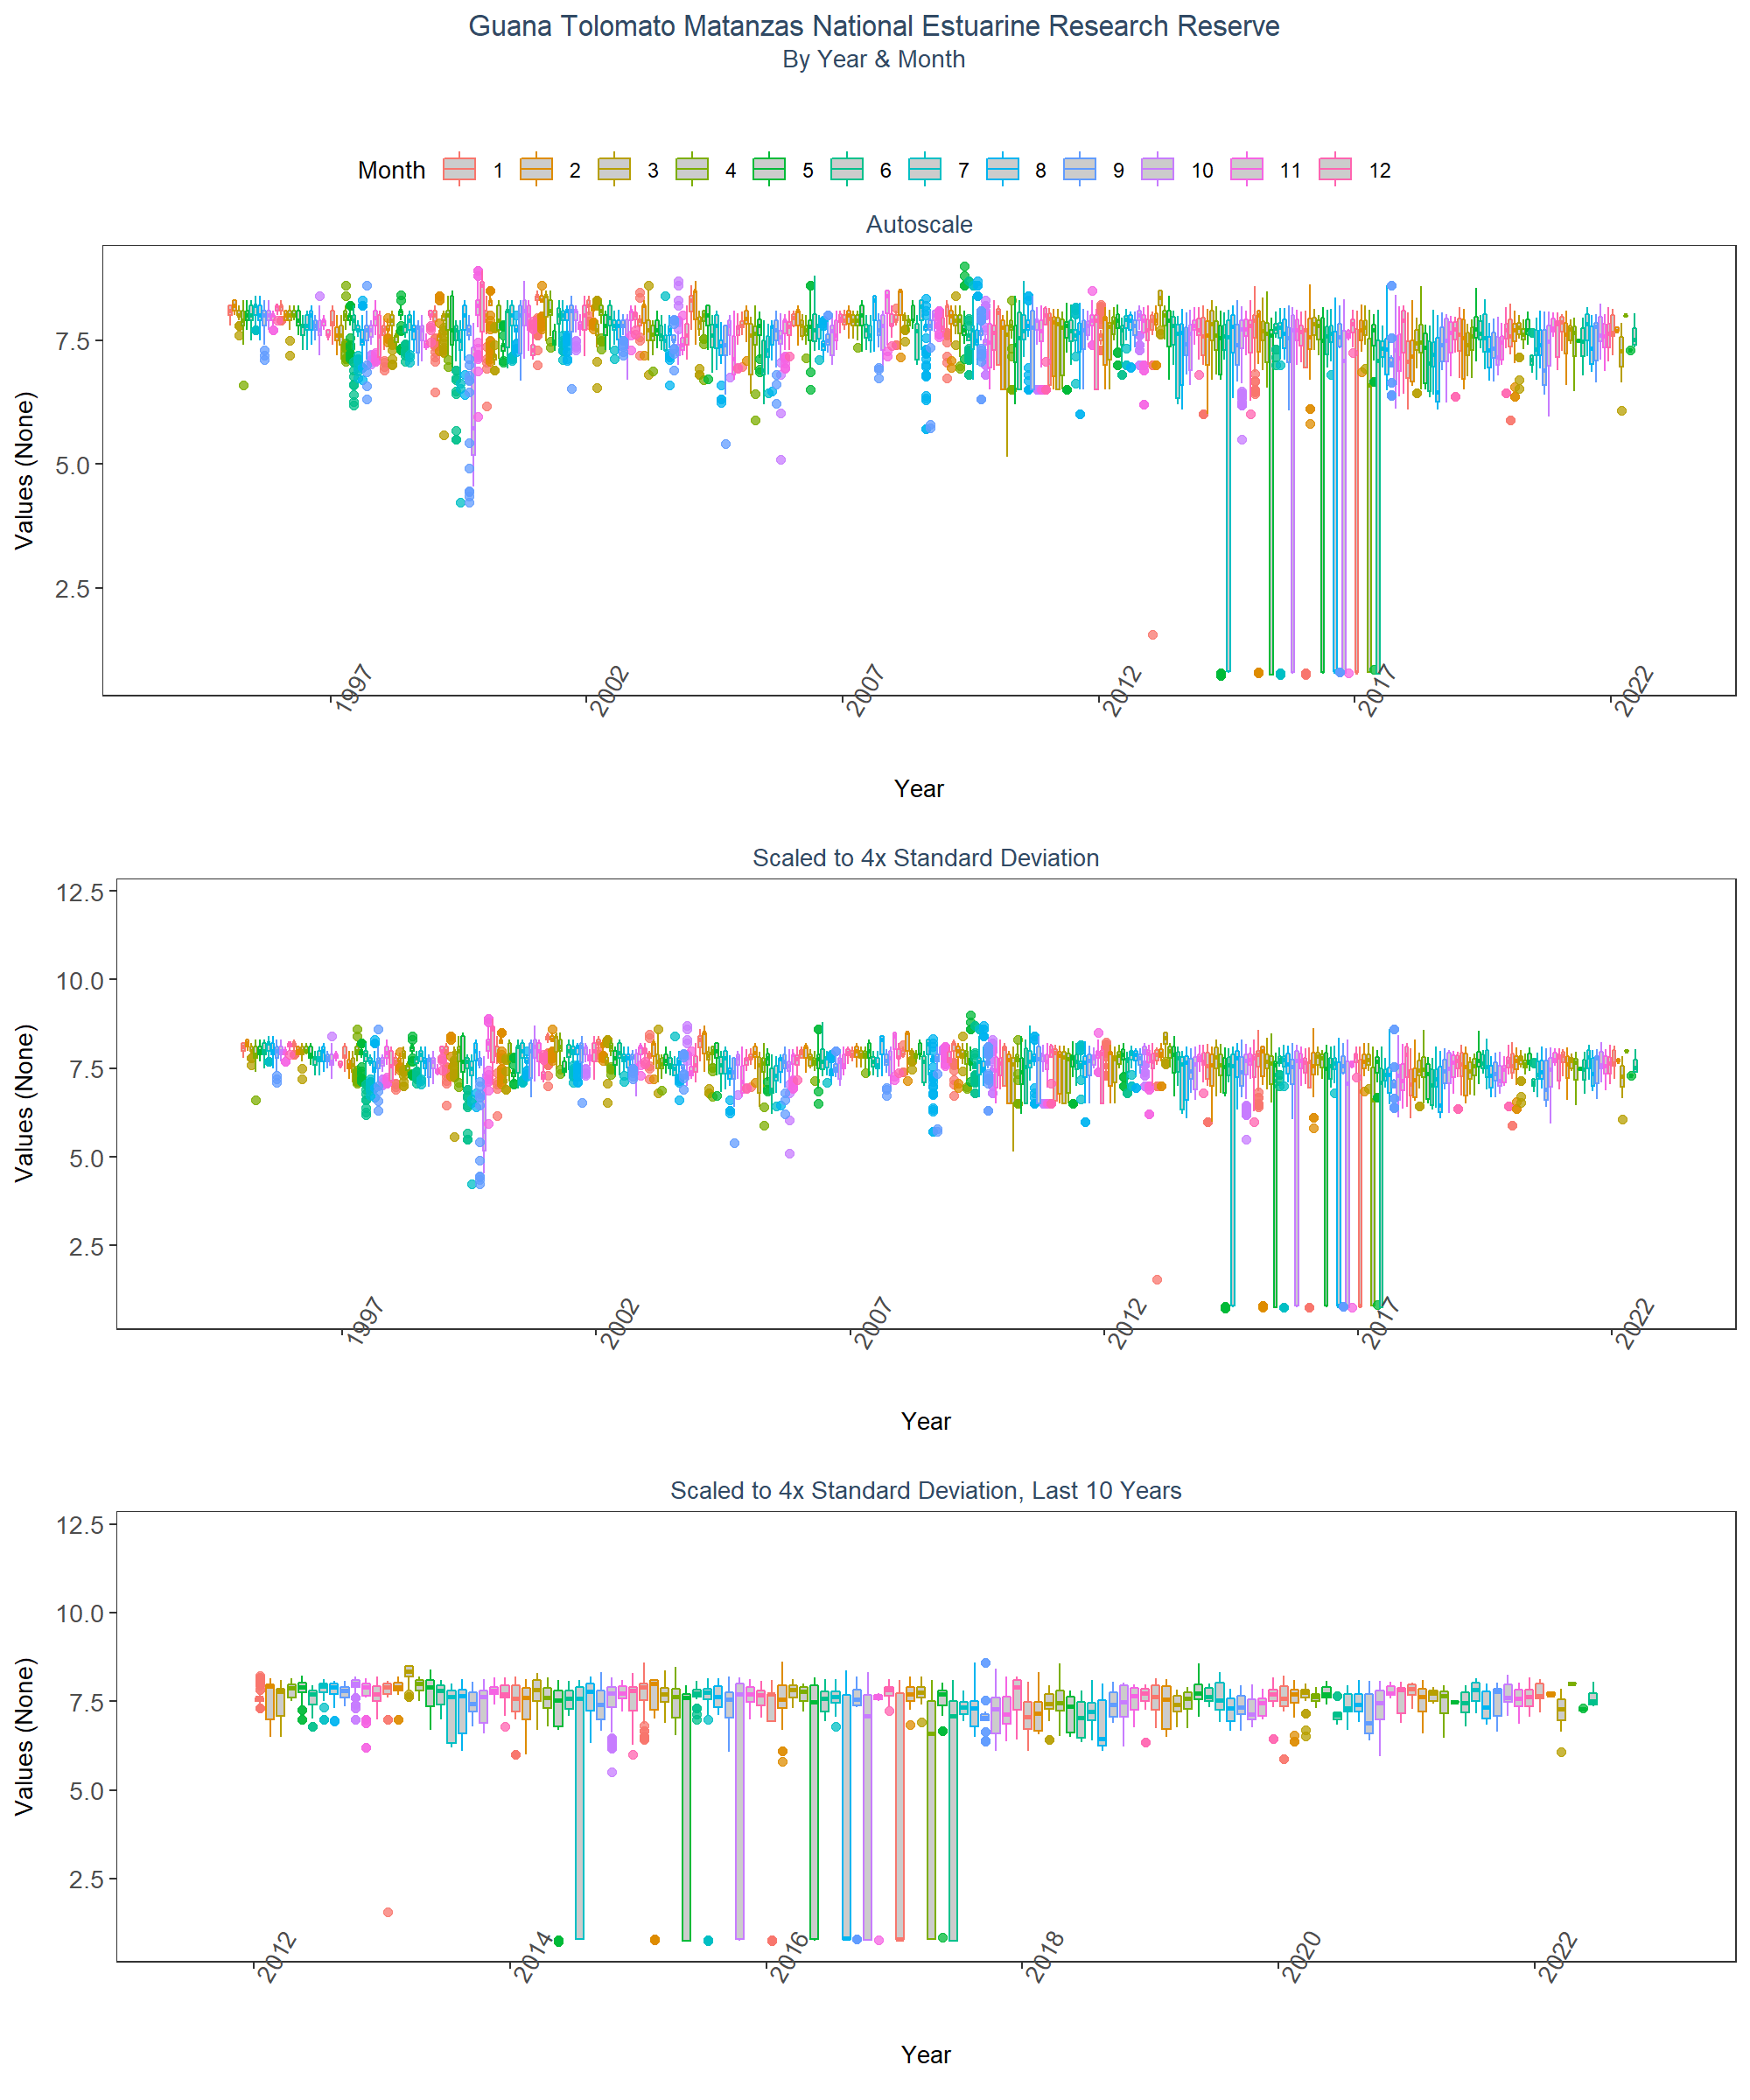 Guana Tolomato Matanzas National Estuarine Research Reserve
By Year & Month
Month 1 2 3 4 5 6 7 8 9 10 11 12
Autoscale
Values (None)
7.5
5.0
2.5
1997 2002 2007 2012 2017 2022
Year
Scaled to 4x Standard Deviation
Values (None)
12.5
10.0
7.5
5.0
2.5
1997 2002 2007 2012 2017 2022
Year
Scaled to 4x Standard Deviation, Last 10 Years
Values (None)
12.5
10.0
7.5
5.0
2.5
2012 2014 2016 2018 2020 2022
Year